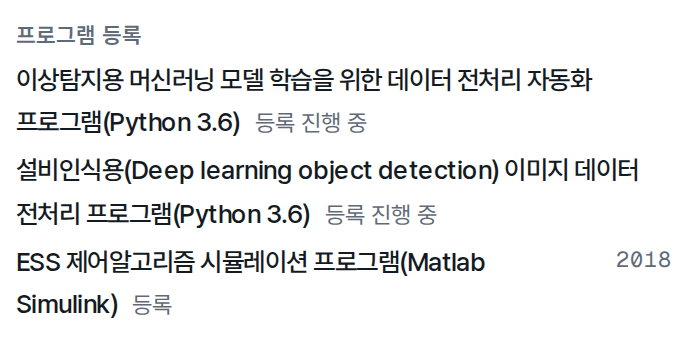 프로그램 등록
이상탐지용 머신러닝 모델 학습을 위한 데이터 전처리 자동화
프로그램(Python 3.6) 등록 진행 중
설비인식용(Deep learning object detection) 이미지 데이터
전처리 프로그램(Python 3.6) 등록 진행 중
ESS 제어알고리즘 시뮬레이션 프로그램(Matlab 2018
Simulink) 등록